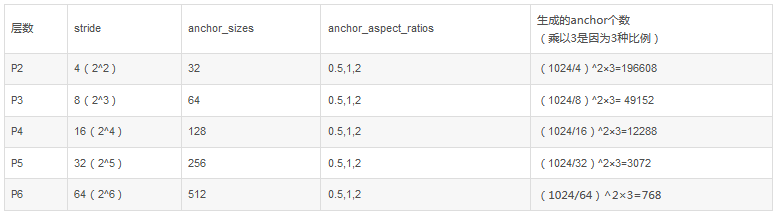 层数 stride anchor_sizes anchor_aspect_ratios 生成的anchor个数
（乘以3是因为3种比例）
P2 4（2^2） 32 0.5,1,2 （1024/4）^2×3=196608
P3 8（2^3） 64 0.5,1,2 （1024/8）^2×3= 49152
P4 16（2^4） 128 0.5,1,2 （1024/16）^2×3=12288
P5 32（2^5） 256 0.5,1,2 （1024/32）^2×3=3072
P6 64（2^6） 512 0.5,1,2 （1024/64）^2×3=768